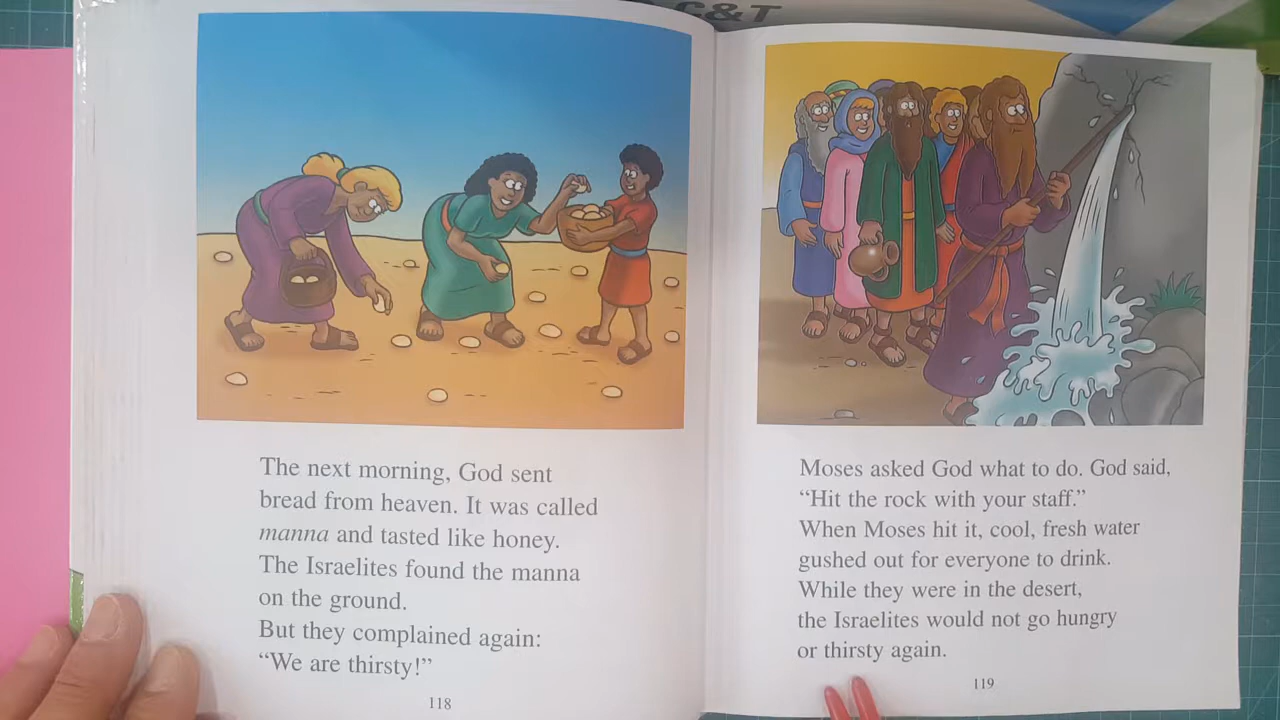 C&T
The next morning, God sent
bread from heaven. It was called
manna and tasted like honey.
The Israelites found the manna
on the ground.
But they complained again:
“We are thirsty!”
118
Moses asked God what to do. God said,
“Hit the rock with your staff.”
When Moses hit it, cool, fresh water
gushed out for everyone to drink.
While they were in the desert,
the Israelites would not go hungry
or thirsty again.
119